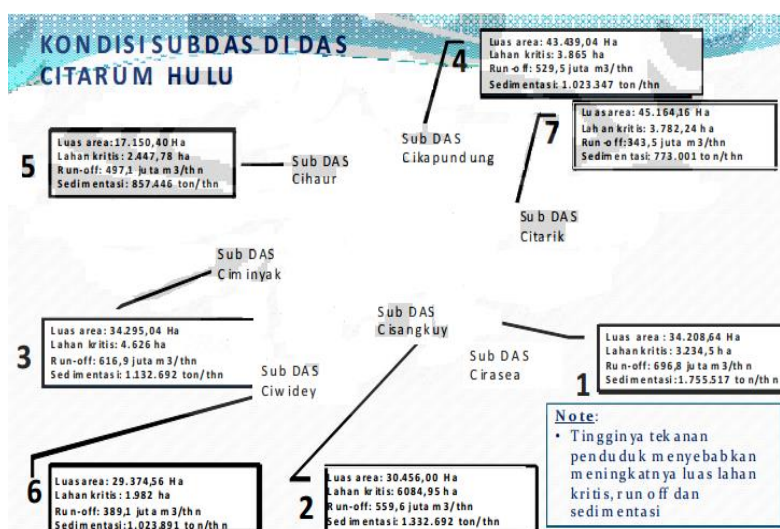 KONDISI SUBDAS DI DAS
CITARUM HULU
4
Luas area: 43.439,04 Ha
Lahan kritis: 3.865 ha
Run-off: 529,5 juta m3/thn
Sedimentasi: 1.023.347 ton/thn
7
Luas area: 45.164,16 Ha
Lahan kritis: 3.782,24 ha
Run-off:343,5 juta m3/thn
Sedimentasi: 773.001 ton/thn
5
Luas area:17.150,40 Ha
Lahan kritis: 2.447,78 ha
Run-off: 497,1 juta m3/thn
Sedimentasi: 857.446 ton/thn
Sub DAS
Cihaur
Sub DAS
Cikapundung
Sub DAS
Citarik
Sub DAS
Ciminyak
3
Luas area: 34.295,04 Ha
Lahan kritis: 4.626 ha
Run-off: 616,9 juta m3/thn
Sedimentasi: 1.132.692 ton/thn
Sub DAS
Cisangkuy
Sub DAS
Ciwidey
Sub DAS
Cirasea
1
Luas area : 34.208,64 Ha
Lahan kritis: 3.234,5 ha
Run-off: 696,8 juta m3/thn
Sedimentasi:1.755.517 ton/thn
6
Luas area: 29.374,56 Ha
Lahan kritis : 1.982 ha
Run-off: 389,1 juta m3/thn
Sedimentasi:1.023.891 ton/thn
2
Luas area: 30.456,00 Ha
Lahan kritis: 6084,95 ha
Run-off: 559,6 juta m3/thn
Sedimentasi: 1.332.692 ton/thn
Note:
• Tingginya tekanan
penduduk menyebabkan
meningkatnya luas lahan
kritis, run off dan
sedimentasi